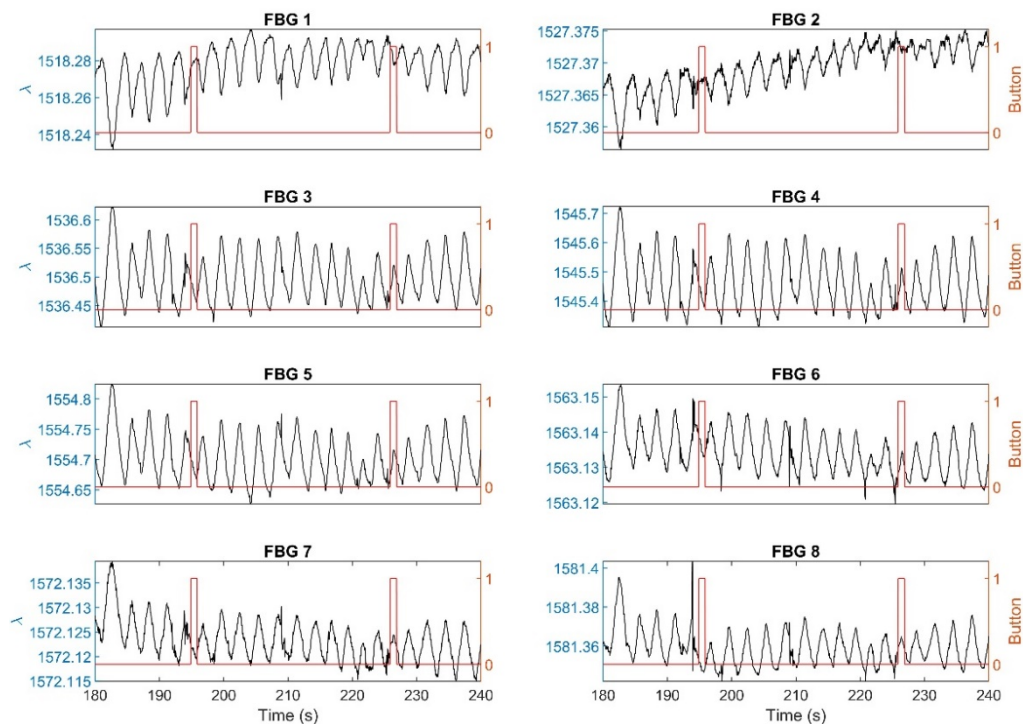 FBG 1
FBG 2
λ
1518.28
1518.26
1518.24
1
0
1527.375
1527.37
1527.365
1527.36
1
0
Button
FBG 3
FBG 4
λ
1536.6
1536.55
1536.5
1536.45
1
0
1545.7
1545.6
1545.5
1545.4
1
0
Button
FBG 5
FBG 6
λ
1554.8
1554.75
1554.7
1554.65
1
0
1563.15
1563.14
1563.13
1563.12
1
0
Button
FBG 7
FBG 8
λ
1572.135
1572.13
1572.125
1572.12
1572.115
1
0
1581.4
1581.38
1581.36
1
0
Button
180 190 200 210 220 230 240
180 190 200 210 220 230 240
Time (s)
Time (s)